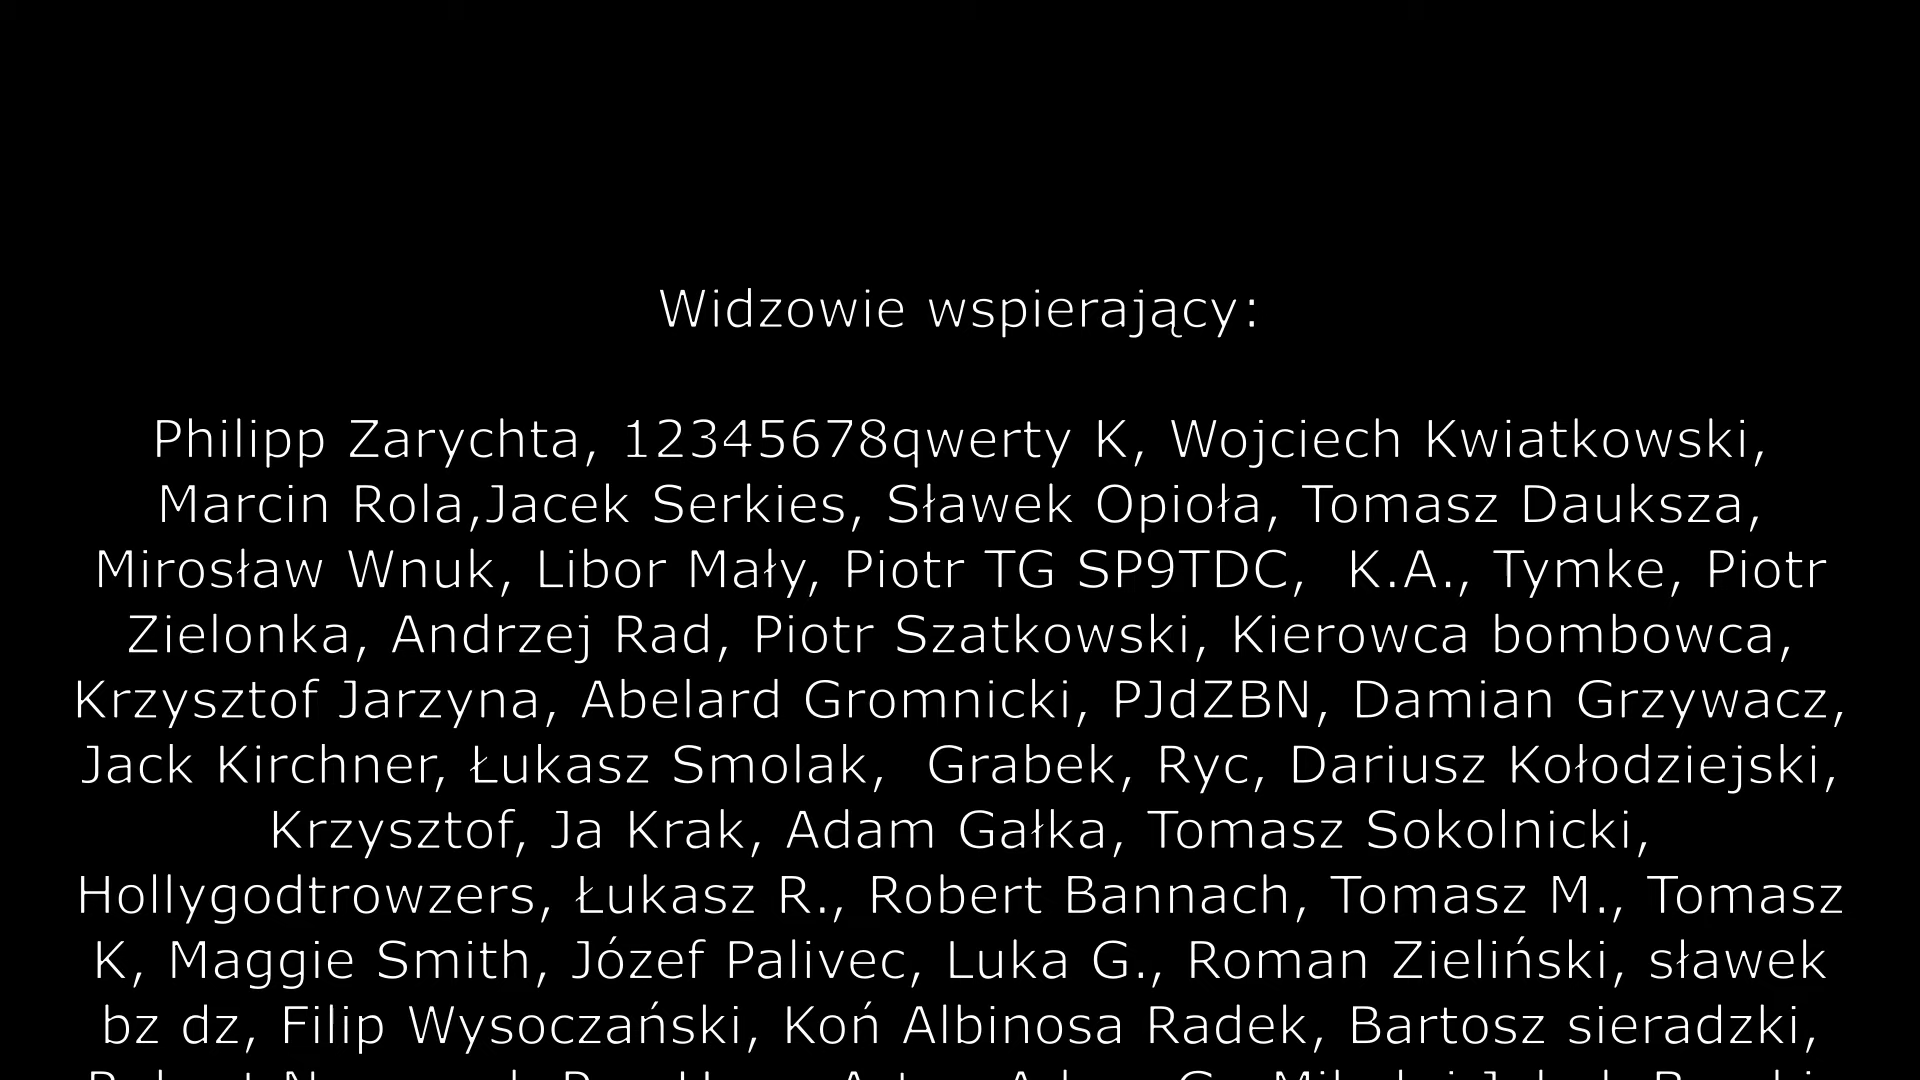 Widzowie wspierający:
Philipp Zarychta, 12345678qwerty K, Wojciech Kwiatkowski,
Marcin Rola,Jacek Serkies, Sławek Opioła, Tomasz Dauksza,
Mirosław Wnuk, Libor Mały, Piotr TG SP9TDC,  K.A., Tymke, Piotr
Zielonka, Andrzej Rad, Piotr Szatkowski, Kierowca bombowca,
Krzysztof Jarzyna, Abelard Gromnicki, PJdZBN, Damian Grzywacz,
Jack Kirchner, Łukasz Smolak,  Grabek, Ryc, Dariusz Kołodziejski,
Krzysztof, Ja Krak, Adam Gałka, Tomasz Sokolnicki,
Hollygodtrowzers, Łukasz R., Robert Bannach, Tomasz M., Tomasz
K, Maggie Smith, Józef Palivec, Luka G., Roman Zieliński, sławek
bz dz, Filip Wysoczański, Koń Albinosa Radek, Bartosz sieradzki,